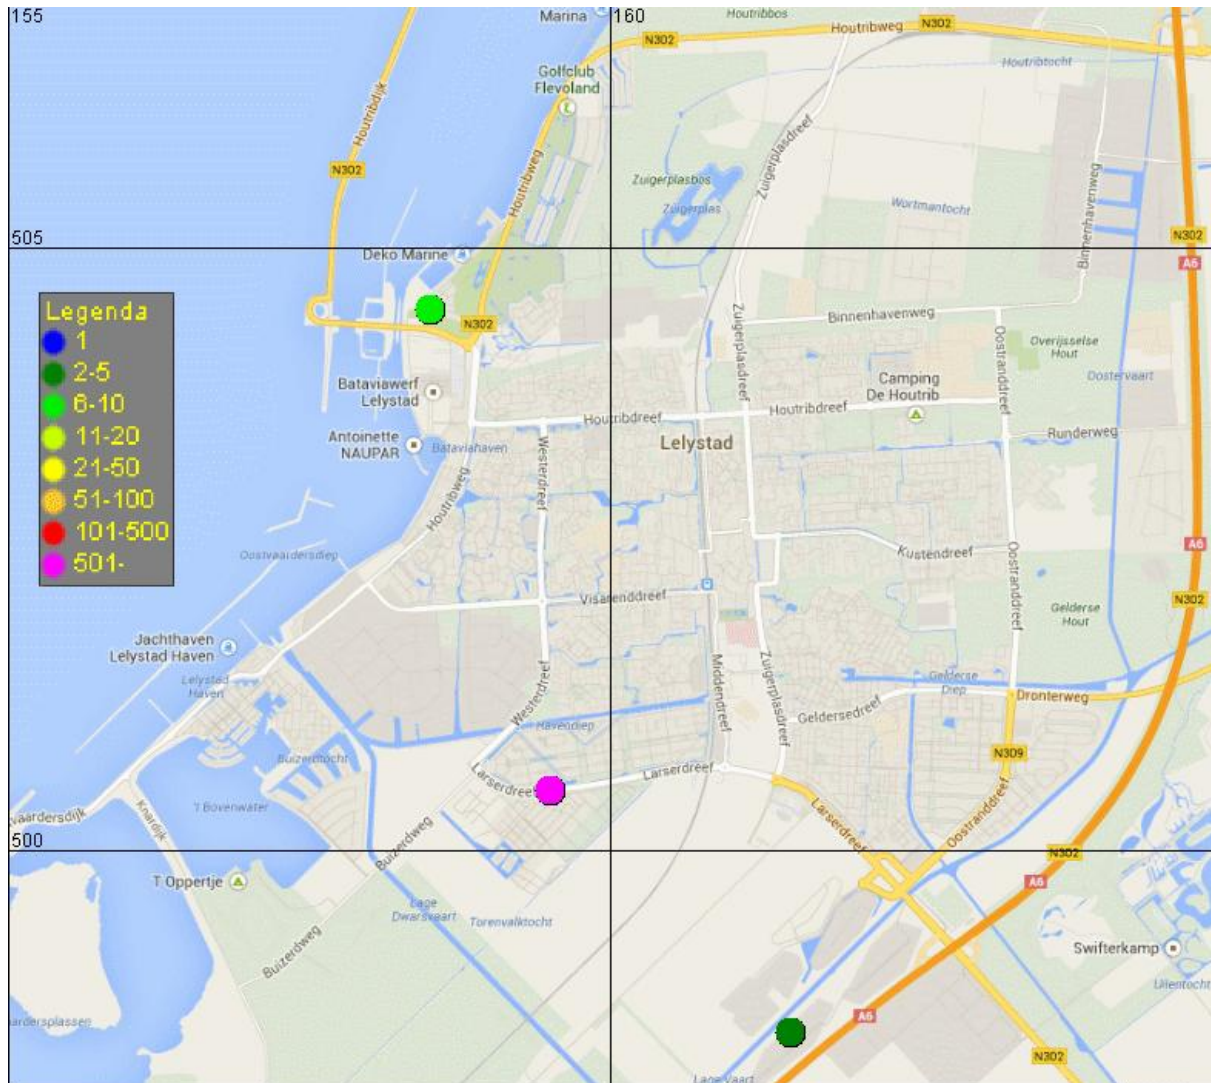 155
Marina
160
Houtribbos
N302
Houtribweg
N302
Houtribtocht
Golfclub
Flevoland
Houtribdijk
N302
Houtribweg
Zuigerplasdreef
Zuigerplasbos
Zuigerplas
Wortmantocht
Binnenhavenweg
505
Deko Marine
N302
A6
Legenda
1
2-5
6-10
11-20
21-50
51-100
101-500
501-
N302
Zuigerplasdreef
Binnenhavenweg
Oostranddreef
Overijsselse
Hout
Oostervaart
Bataviawerf
Lelystad
Camping
De Houtrib
Houtribdreef
Houtribdreef
Antoinette
NAUPAR
Bataviahaven
Westerdreef
Lelystad
Runderweg
Houtribweg
Oostvaardersdiep
Kustendreef
Oostranddreef
A6
N302
Visarenddreef
Gelderse
Hout
Jachthaven
Lelystad Haven
Lelystad
Haven
Westerdreef
Middendreef
Zuigerplasdreef
Gelderse
Diep
Dronterweg
Geldersedreef
Havendiep
Buizerdtocht
N309
Larserdreef
Larserdreef
't Bovenwater
Knardijk
vaardersdijk
Buizerdweg
Larserdreef
Oostranddreef
500
N302
T Oppertje
A6
Lage
Dwarsvaart
Torenvalktocht
Buizerdweg
Swifterkamp
Uilentocht
aardersplassen
A6
N302
Lage Vaart